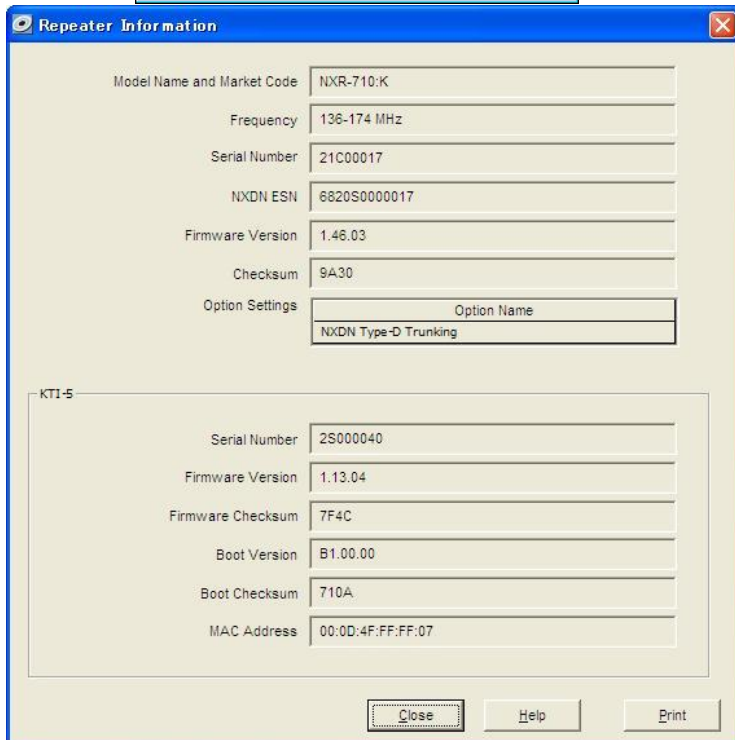 Repeater Information
Model Name and Market Code NXR-710:K
Frequency 136-174 MHz
Serial Number 21C00017
NXDN ESN 6820S0000017
Firmware Version 1.46.03
Checksum 9A30
Option Settings Option Name
NXDN Type-D Trunking
KTI-5
Serial Number 2S000040
Firmware Version 1.13.04
Firmware Checksum 7F4C
Boot Version B1.00.00
Boot Checksum 710A
MAC Address 00:0D:4F:FF:FF:07
Close Help Print